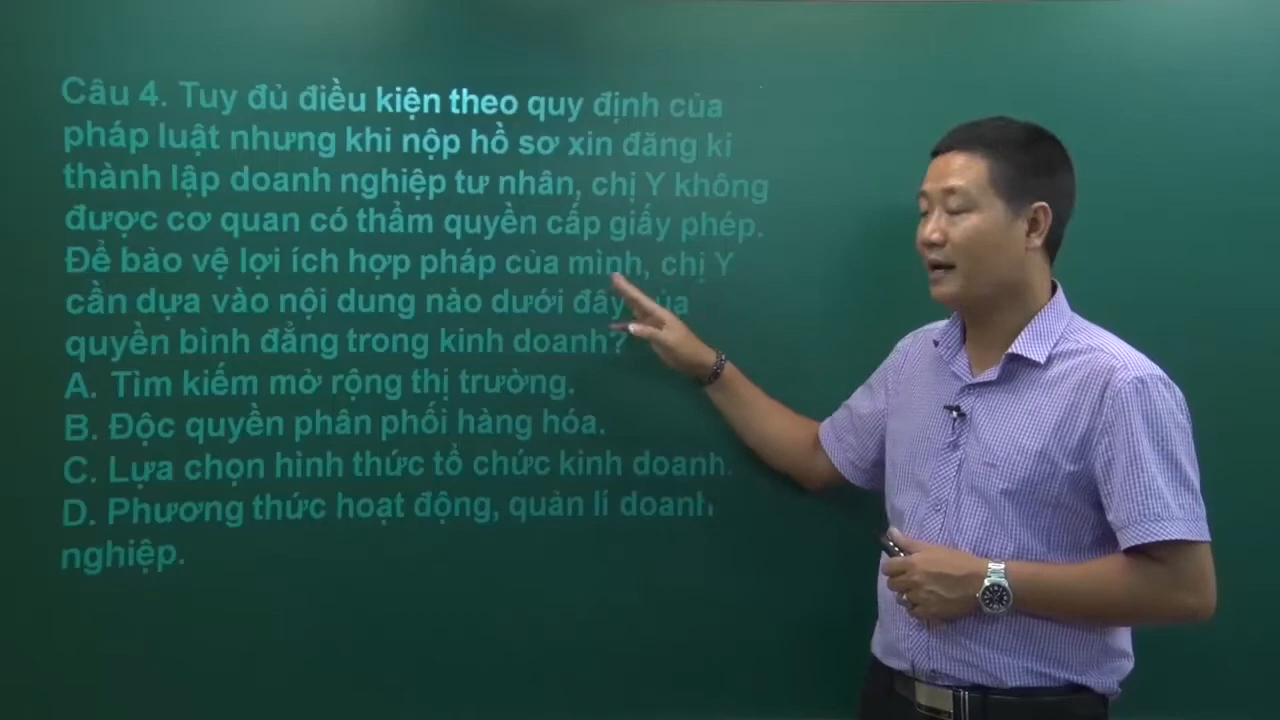 Câu 4. Tuy đủ điều kiện theo quy định của
pháp luật nhưng khi nộp hồ sơ xin đăng kí
thành lập doanh nghiệp tư nhân, chị Y không
được cơ quan có thẩm quyền cấp giấy phép.
Để bảo vệ lợi ích hợp pháp của mình, chị Y
cần dựa vào nội dung nào dưới đây của
quyền bình đẳng trong kinh doanh?
A. Tìm kiếm mở rộng thị trường.
B. Độc quyền phân phối hàng hóa.
C. Lựa chọn hình thức tổ chức kinh doanh.
D. Phương thức hoạt động, quản lí doanh
nghiệp.